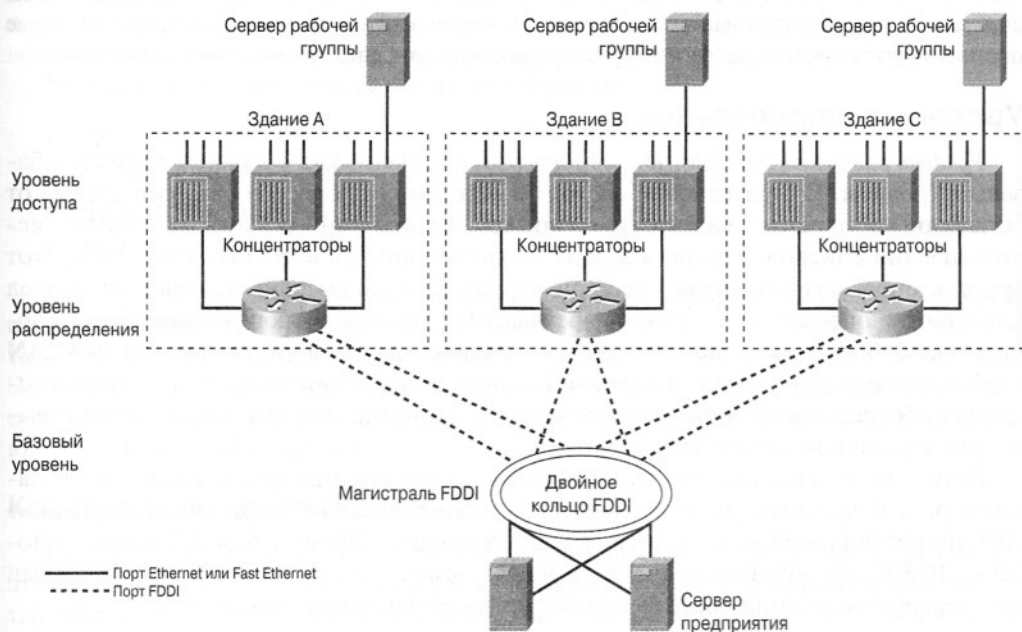 Сервер рабочей
группы
Сервер рабочей
группы
Сервер рабочей
группы
Здание A
Здание B
Здание C
Уровень
доступа
Концентраторы
Концентраторы
Концентраторы
Уровень
распределения
Базовый
уровень
Магистраль FDDI
Двойное
кольцо FDDI
Порт Ethernet или Fast Ethernet
Порт FDDI
Сервер
предприятия